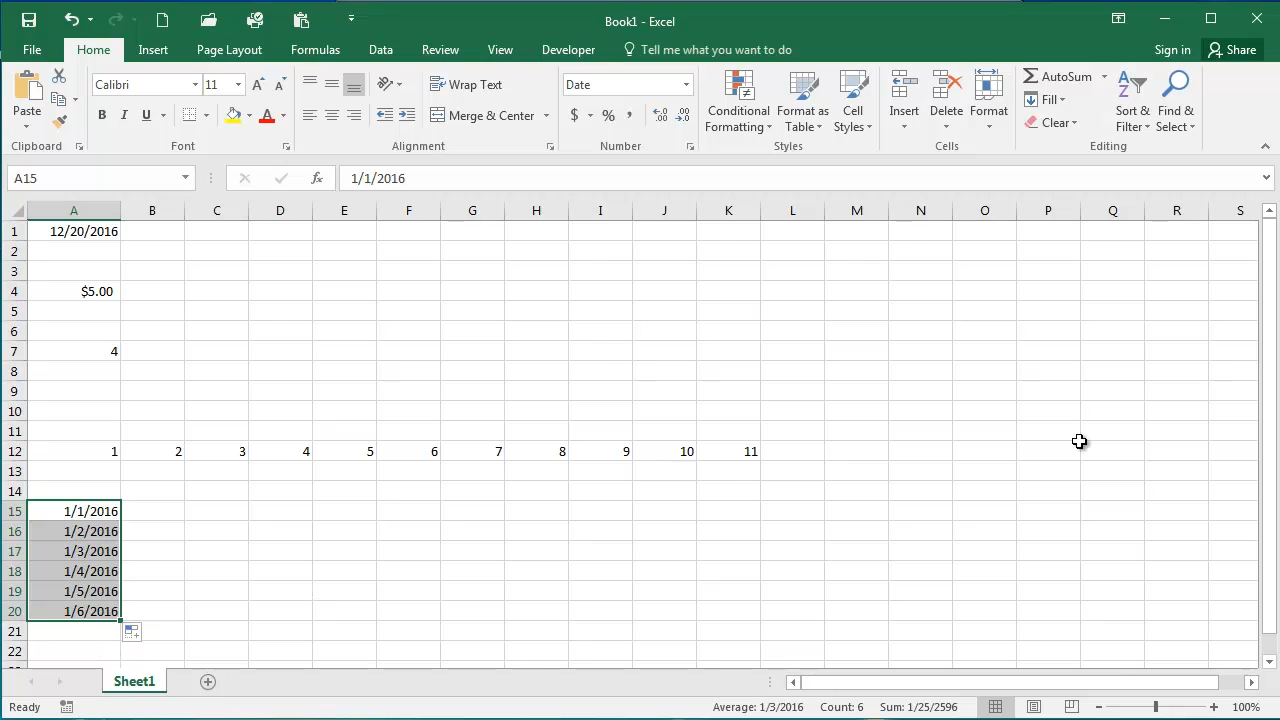 Book1 - Excel
File Home Insert Page Layout Formulas Data Review View Developer Tell me what you want to do Sign in Share
Paste
Clipboard
Calibri 11
B I U
Font
Wrap Text
Merge & Center
Alignment
Date
$ % ,
Number
Conditional Formatting
Format as Table
Cell Styles
Styles
Insert
Delete
Format
Cells
AutoSum
Fill
Clear
Sort & Filter
Find & Select
Editing
A15 fx 1/1/2016
A B C D E F G H I J K L M N O P Q R S
1 12/20/2016
2
3
4 $5.00
5
6
7 4
8
9
10
11
12 1 2 3 4 5 6 7 8 9 10 11
13
14
15 1/1/2016
16 1/2/2016
17 1/3/2016
18 1/4/2016
19 1/5/2016
20 1/6/2016
21
22
Sheet1
Ready Average: 1/3/2016 Count: 6 Sum: 1/25/2596 100%